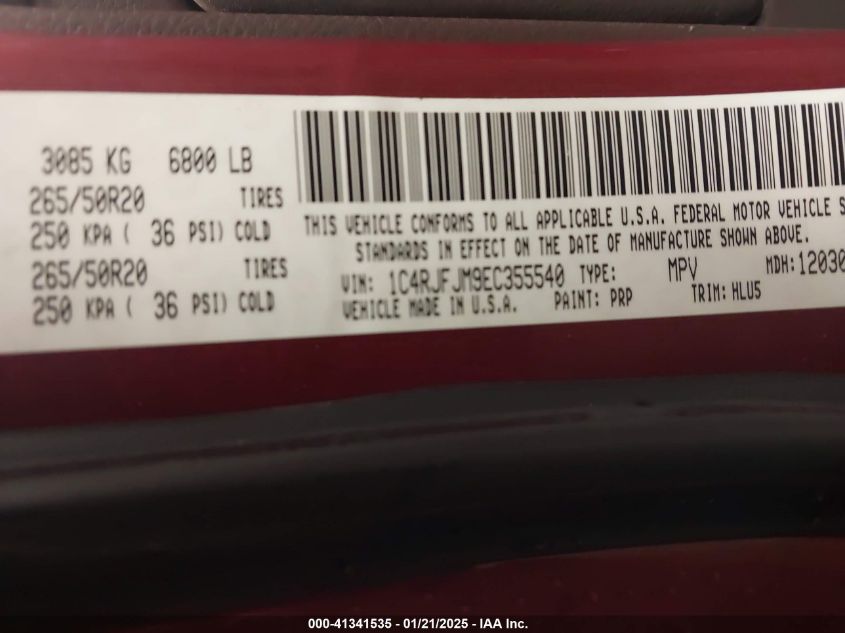 3085 KG 6800 LB
265/50R20 TIRES
250 KPA ( 36 PSI) COLD
265/50R20 TIRES
250 KPA ( 36 PSI) COLD
THIS VEHICLE CONFORMS TO ALL APPLICABLE U.S.A. FEDERAL MOTOR VEHICLE S
STANDARDS IN EFFECT ON THE DATE OF MANUFACTURE SHOWN ABOVE.
VIN: 1C4RJFJM9EC355540 TYPE: MPV MDH:12030
VEHICLE MADE IN U.S.A. PAINT: PRP TRIM: HLU5
000-41341535 - 01/21/2025 - IAA Inc.